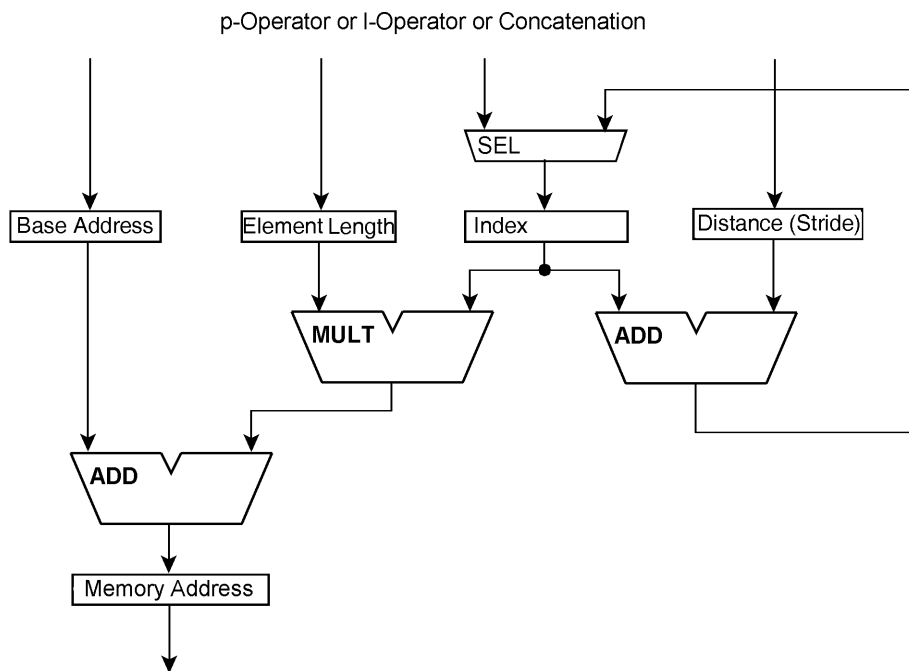 p-Operator or l-Operator or Concatenation
SEL
Base Address
Element Length
Index
Distance (Stride)
MULT
ADD
ADD
Memory Address